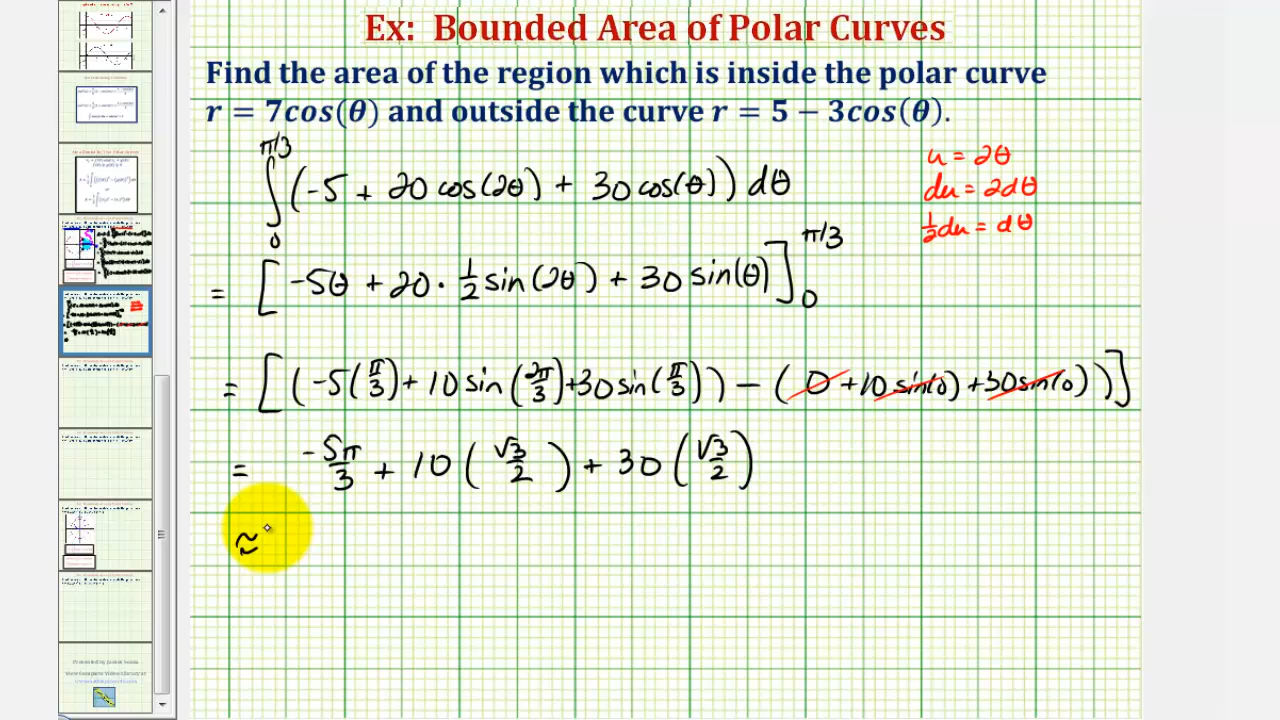 Ex: Bounded Area of Polar Curves
Find the area of the region which is inside the polar curve
r = 7cos(θ) and outside the curve r = 5 − 3cos(θ).
∫₀^π/3 (-5 + 20 cos(2θ) + 30 cos(θ)) dθ
u = 2θ
du = 2dθ
½du = dθ
= [-5θ + 20 · ½ sin(2θ) + 30 sin(θ)]₀^π/3
= [(-5(π/3) + 10 sin(2π/3) + 30 sin(π/3)) − (0 + 10 sin(0) + 30 sin(0))]
= -5π/3 + 10(√3/2) + 30(√3/2)
≈